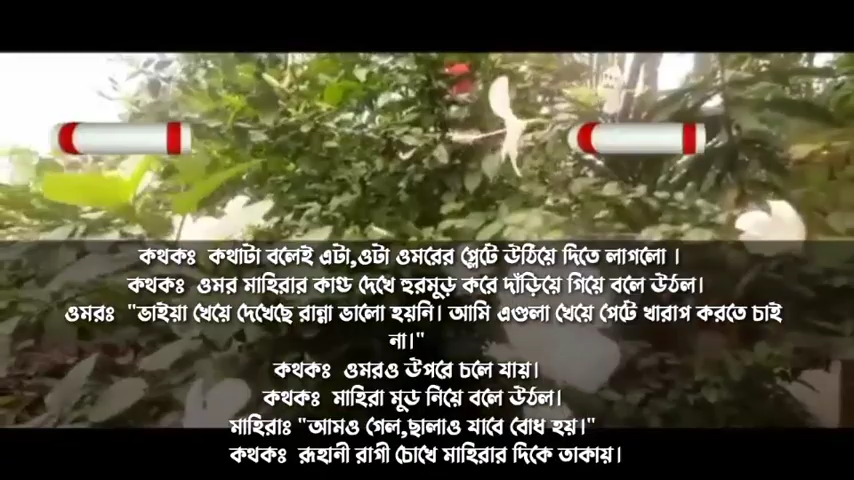 কথকঃ কথাটা বলেই এটা,ওটা ওমরের প্লেটে উঠিয়ে দিতে লাগলো ।
কথকঃ ওমর মাহিরার কান্ড দেখে হুরমুড় করে দাঁড়িয়ে গিয়ে বলে উঠল।
ওমরঃ "ভাইয়া খেয়ে দেখেছে রান্না ভালো হয়নি। আমি এগুলা খেয়ে পেটে খারাপ করতে চাই
না।"
কথকঃ ওমরও উপরে চলে যায়।
কথকঃ মাহিরা মুড নিয়ে বলে উঠল।
মাহিরাঃ "আমও গেল,ছালাও যাবে বোধ হয়।"
কথকঃ রূহানী রাগী চোখে মাহিরার দিকে তাকায়।